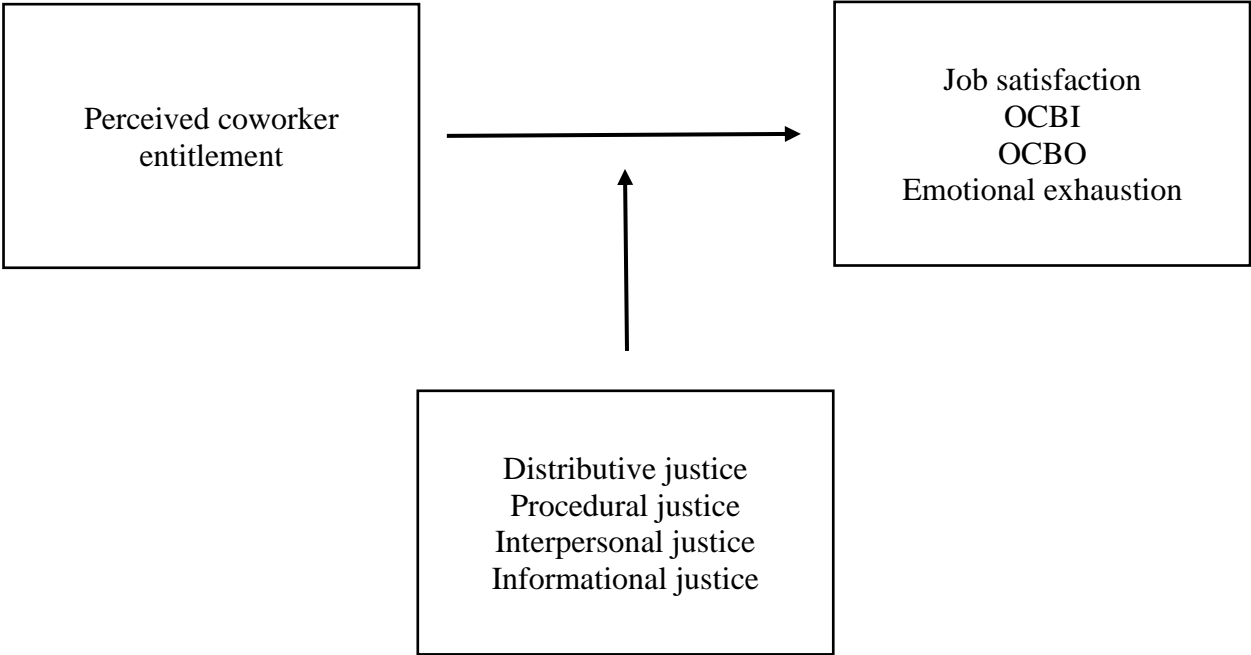 Perceived coworker
entitlement
Job satisfaction
OCBI
OCBO
Emotional exhaustion
Distributive justice
Procedural justice
Interpersonal justice
Informational justice